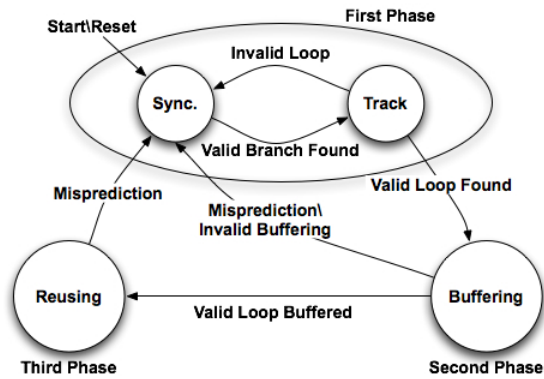 First Phase
Start\Reset
Invalid Loop
Sync.
Track
Valid Branch Found
Valid Loop Found
Misprediction
Misprediction\
Invalid Buffering
Reusing
Buffering
Valid Loop Buffered
Third Phase
Second Phase